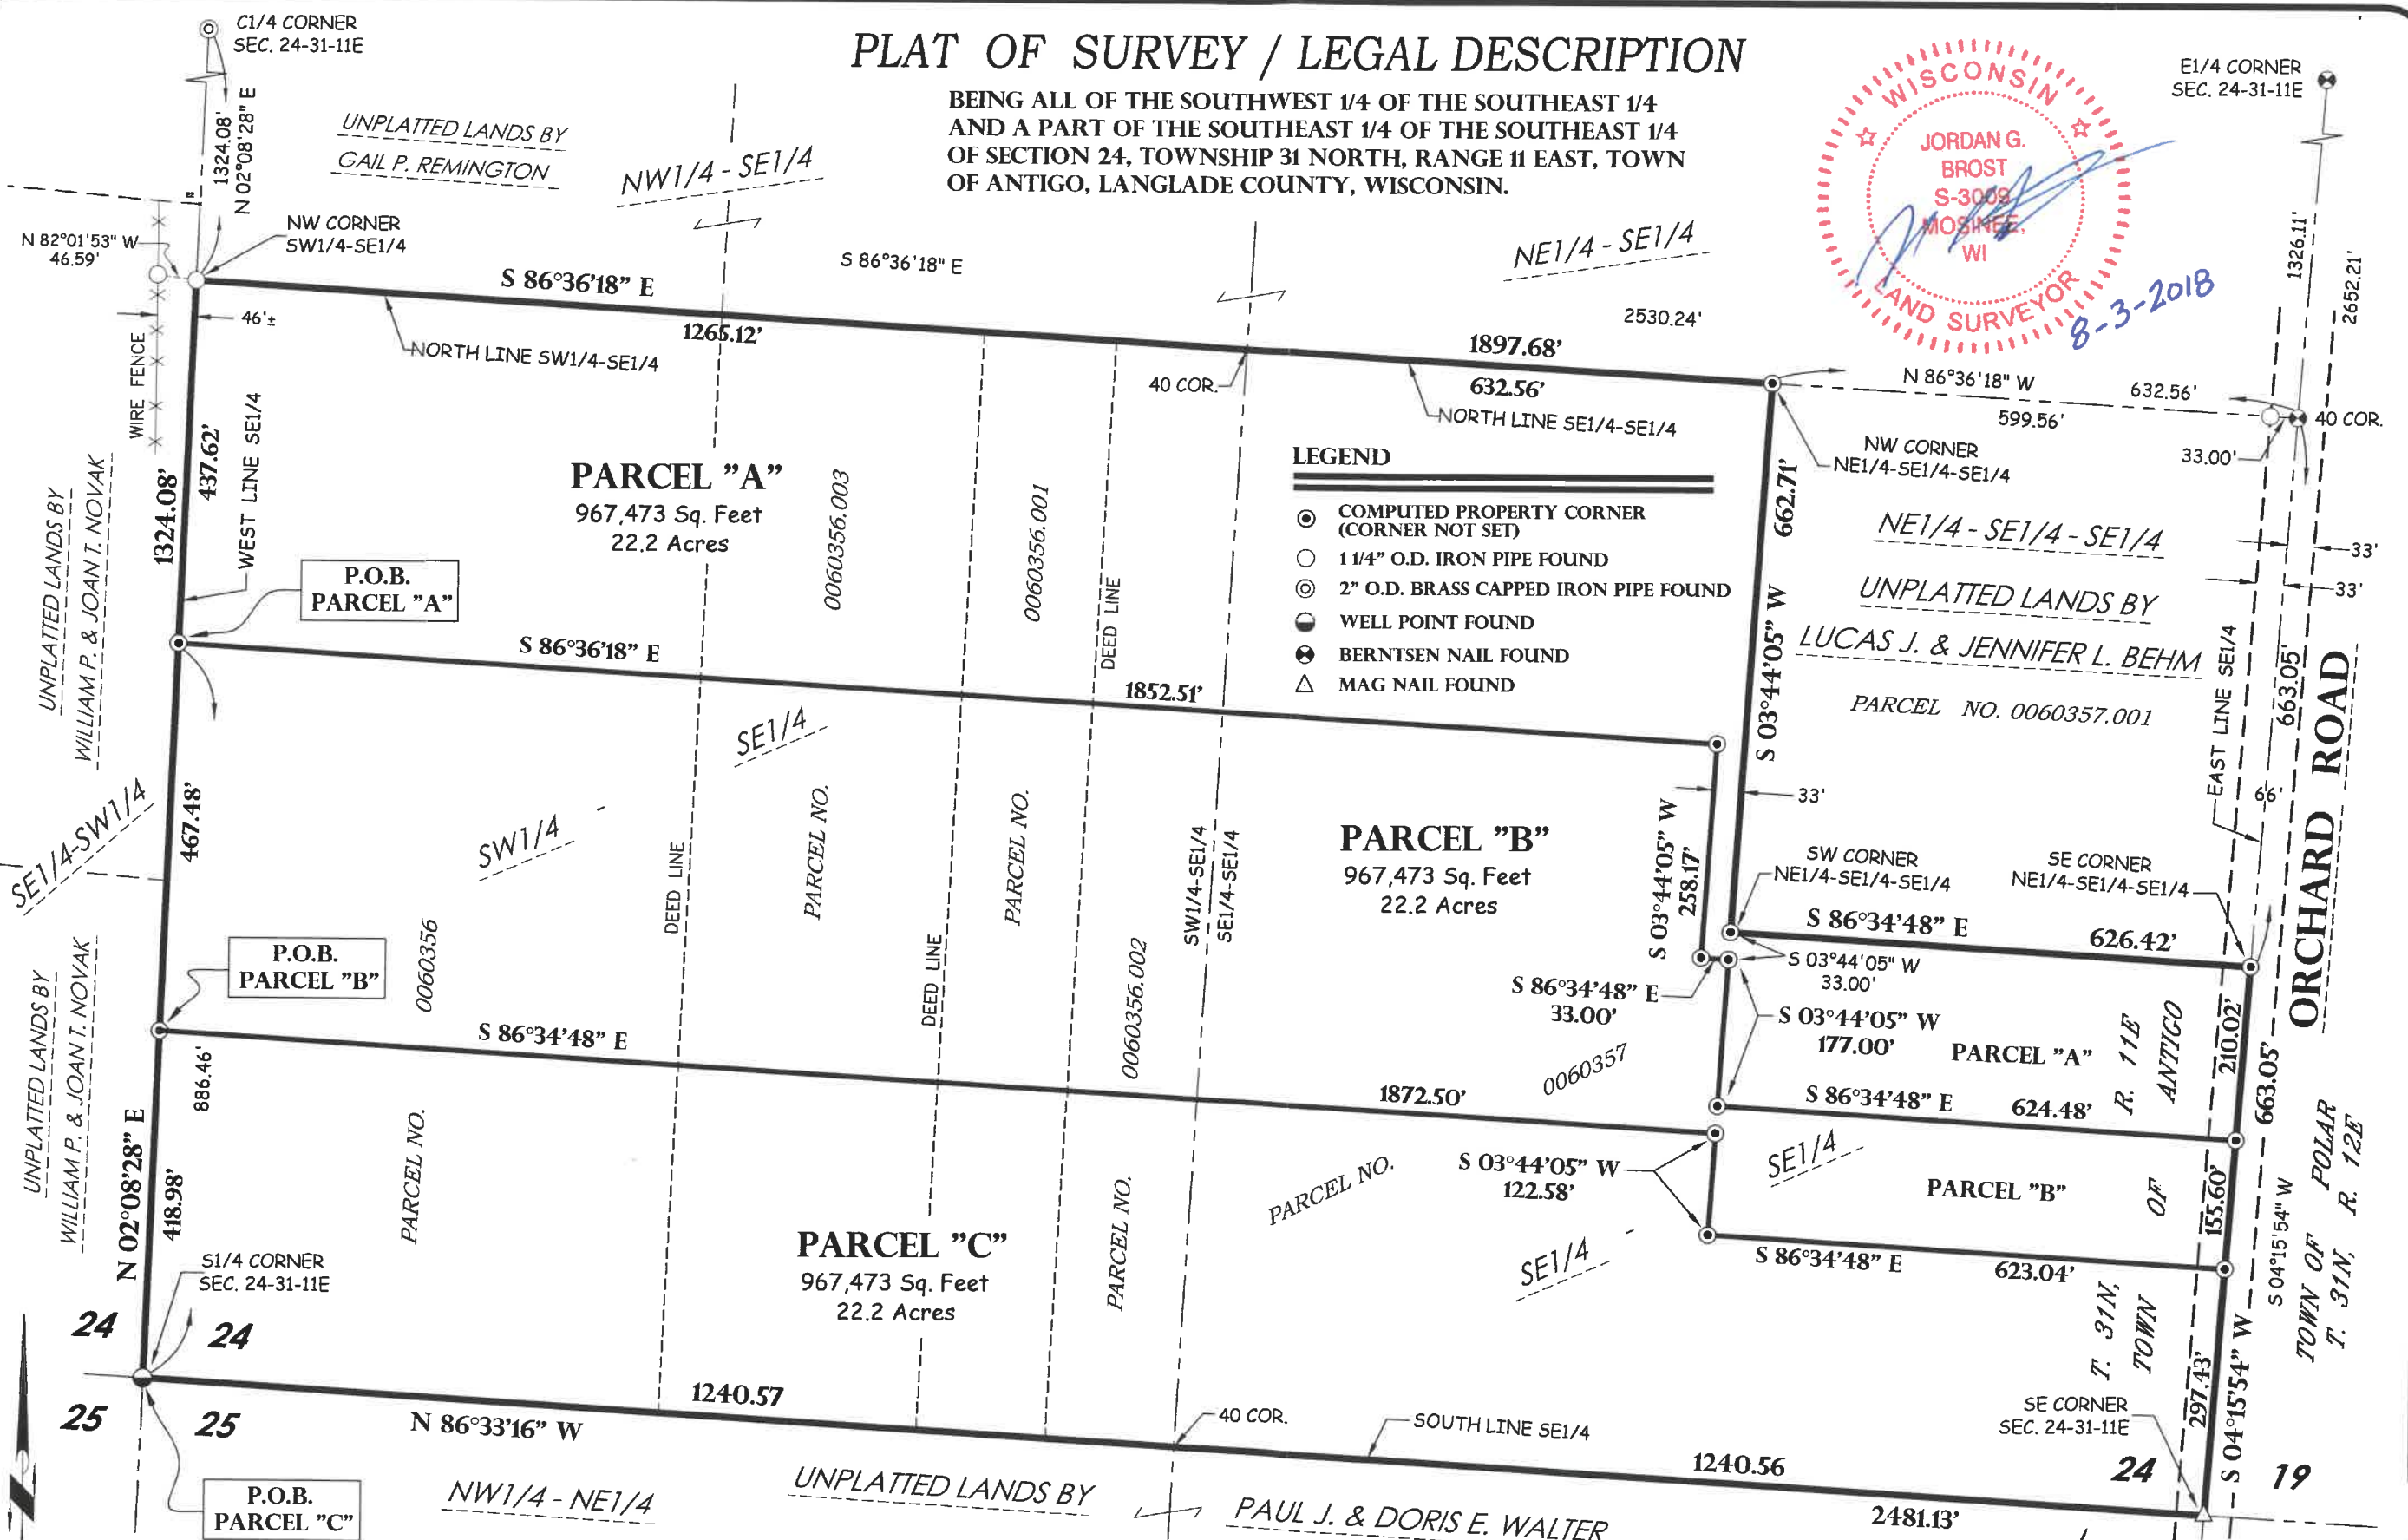 PLAT OF SURVEY / LEGAL DESCRIPTION
BEING ALL OF THE SOUTHWEST 1/4 OF THE SOUTHEAST 1/4
AND A PART OF THE SOUTHEAST 1/4 OF THE SOUTHEAST 1/4
OF SECTION 24, TOWNSHIP 31 NORTH, RANGE 11 EAST, TOWN
OF ANTIGO, LANGLADE COUNTY, WISCONSIN.
C1/4 CORNER
SEC. 24-31-11E
1324.08'
N 02°08'28" E
UNPLATTED LANDS BY
GAIL P. REMINGTON
NW1/4 - SE1/4
WISCONSIN
JORDAN G.
BROST
S-3009
MOSINEE,
WI
LAND SURVEYOR
8-3-2018
E1/4 CORNER
SEC. 24-31-11E
1326.11'
2652.21'
N 82°01'53" W
46.59'
NW CORNER
SW1/4-SE1/4
S 86°36'18" E
1265.12'
S 86°36'18" E
NE1/4 - SE1/4
2530.24'
1897.68'
632.56'
46'±
NORTH LINE SW1/4-SE1/4
40 COR.
NORTH LINE SE1/4-SE1/4
N 86°36'18" W
632.56'
599.56'
40 COR.
33.00'
NW CORNER
NE1/4-SE1/4-SE1/4
WIRE FENCE
437.62'
1324.08'
WEST LINE SE1/4
UNPLATTED LANDS BY
WILLIAM P. & JOAN T. NOVAK
PARCEL "A"
967,473 Sq. Feet
22.2 Acres
0060356.003
0060356.001
DEED LINE
P.O.B.
PARCEL "A"
LEGEND
COMPUTED PROPERTY CORNER
(CORNER NOT SET)
1 1/4" O.D. IRON PIPE FOUND
2" O.D. BRASS CAPPED IRON PIPE FOUND
WELL POINT FOUND
BERNTSEN NAIL FOUND
MAG NAIL FOUND
662.71'
S 03°44'05" W
NE1/4 - SE1/4 - SE1/4
UNPLATTED LANDS BY
LUCAS J. & JENNIFER L. BEHM
PARCEL NO. 0060357.001
33'
33'
EAST LINE SE1/4
663.05'
66'
ORCHARD ROAD
S 86°36'18" E
1852.51'
SE1/4
SW1/4 -
467.48'
SE1/4-SW1/4
DEED LINE
PARCEL NO.
DEED LINE
PARCEL NO.
0060356.002
SW1/4-SE1/4
SE1/4-SE1/4
PARCEL "B"
967,473 Sq. Feet
22.2 Acres
S 03°44'05" W
258.17'
33'
SW CORNER
NE1/4-SE1/4-SE1/4
SE CORNER
NE1/4-SE1/4-SE1/4
S 86°34'48" E
626.42'
S 03°44'05" W
33.00'
S 86°34'48" E
33.00'
S 03°44'05" W
177.00'
PARCEL "A"
R. 11E
ANTIGO
210.02'
663.05'
P.O.B.
PARCEL "B"
0060356
S 86°34'48" E
1872.50'
0060357
S 86°34'48" E
624.48'
UNPLATTED LANDS BY
WILLIAM P. & JOAN T. NOVAK
886.46'
N 02°08'28" E
418.98'
PARCEL NO.
PARCEL NO.
PARCEL NO.
S 03°44'05" W
122.58'
SE1/4
SE1/4 -
PARCEL "B"
OF
155.60'
S 04°15'54" W
TOWN OF POLAR
T. 31N, R. 12E
S 86°34'48" E
623.04'
T. 31N,
TOWN
297.43'
S 04°15'54" W
S1/4 CORNER
SEC. 24-31-11E
PARCEL "C"
967,473 Sq. Feet
22.2 Acres
24
24
25
25
1240.57
N 86°33'16" W
40 COR.
SOUTH LINE SE1/4
SE CORNER
SEC. 24-31-11E
1240.56
24
19
2481.13'
P.O.B.
PARCEL "C"
NW1/4 - NE1/4
UNPLATTED LANDS BY
PAUL J. & DORIS E. WALTER
N